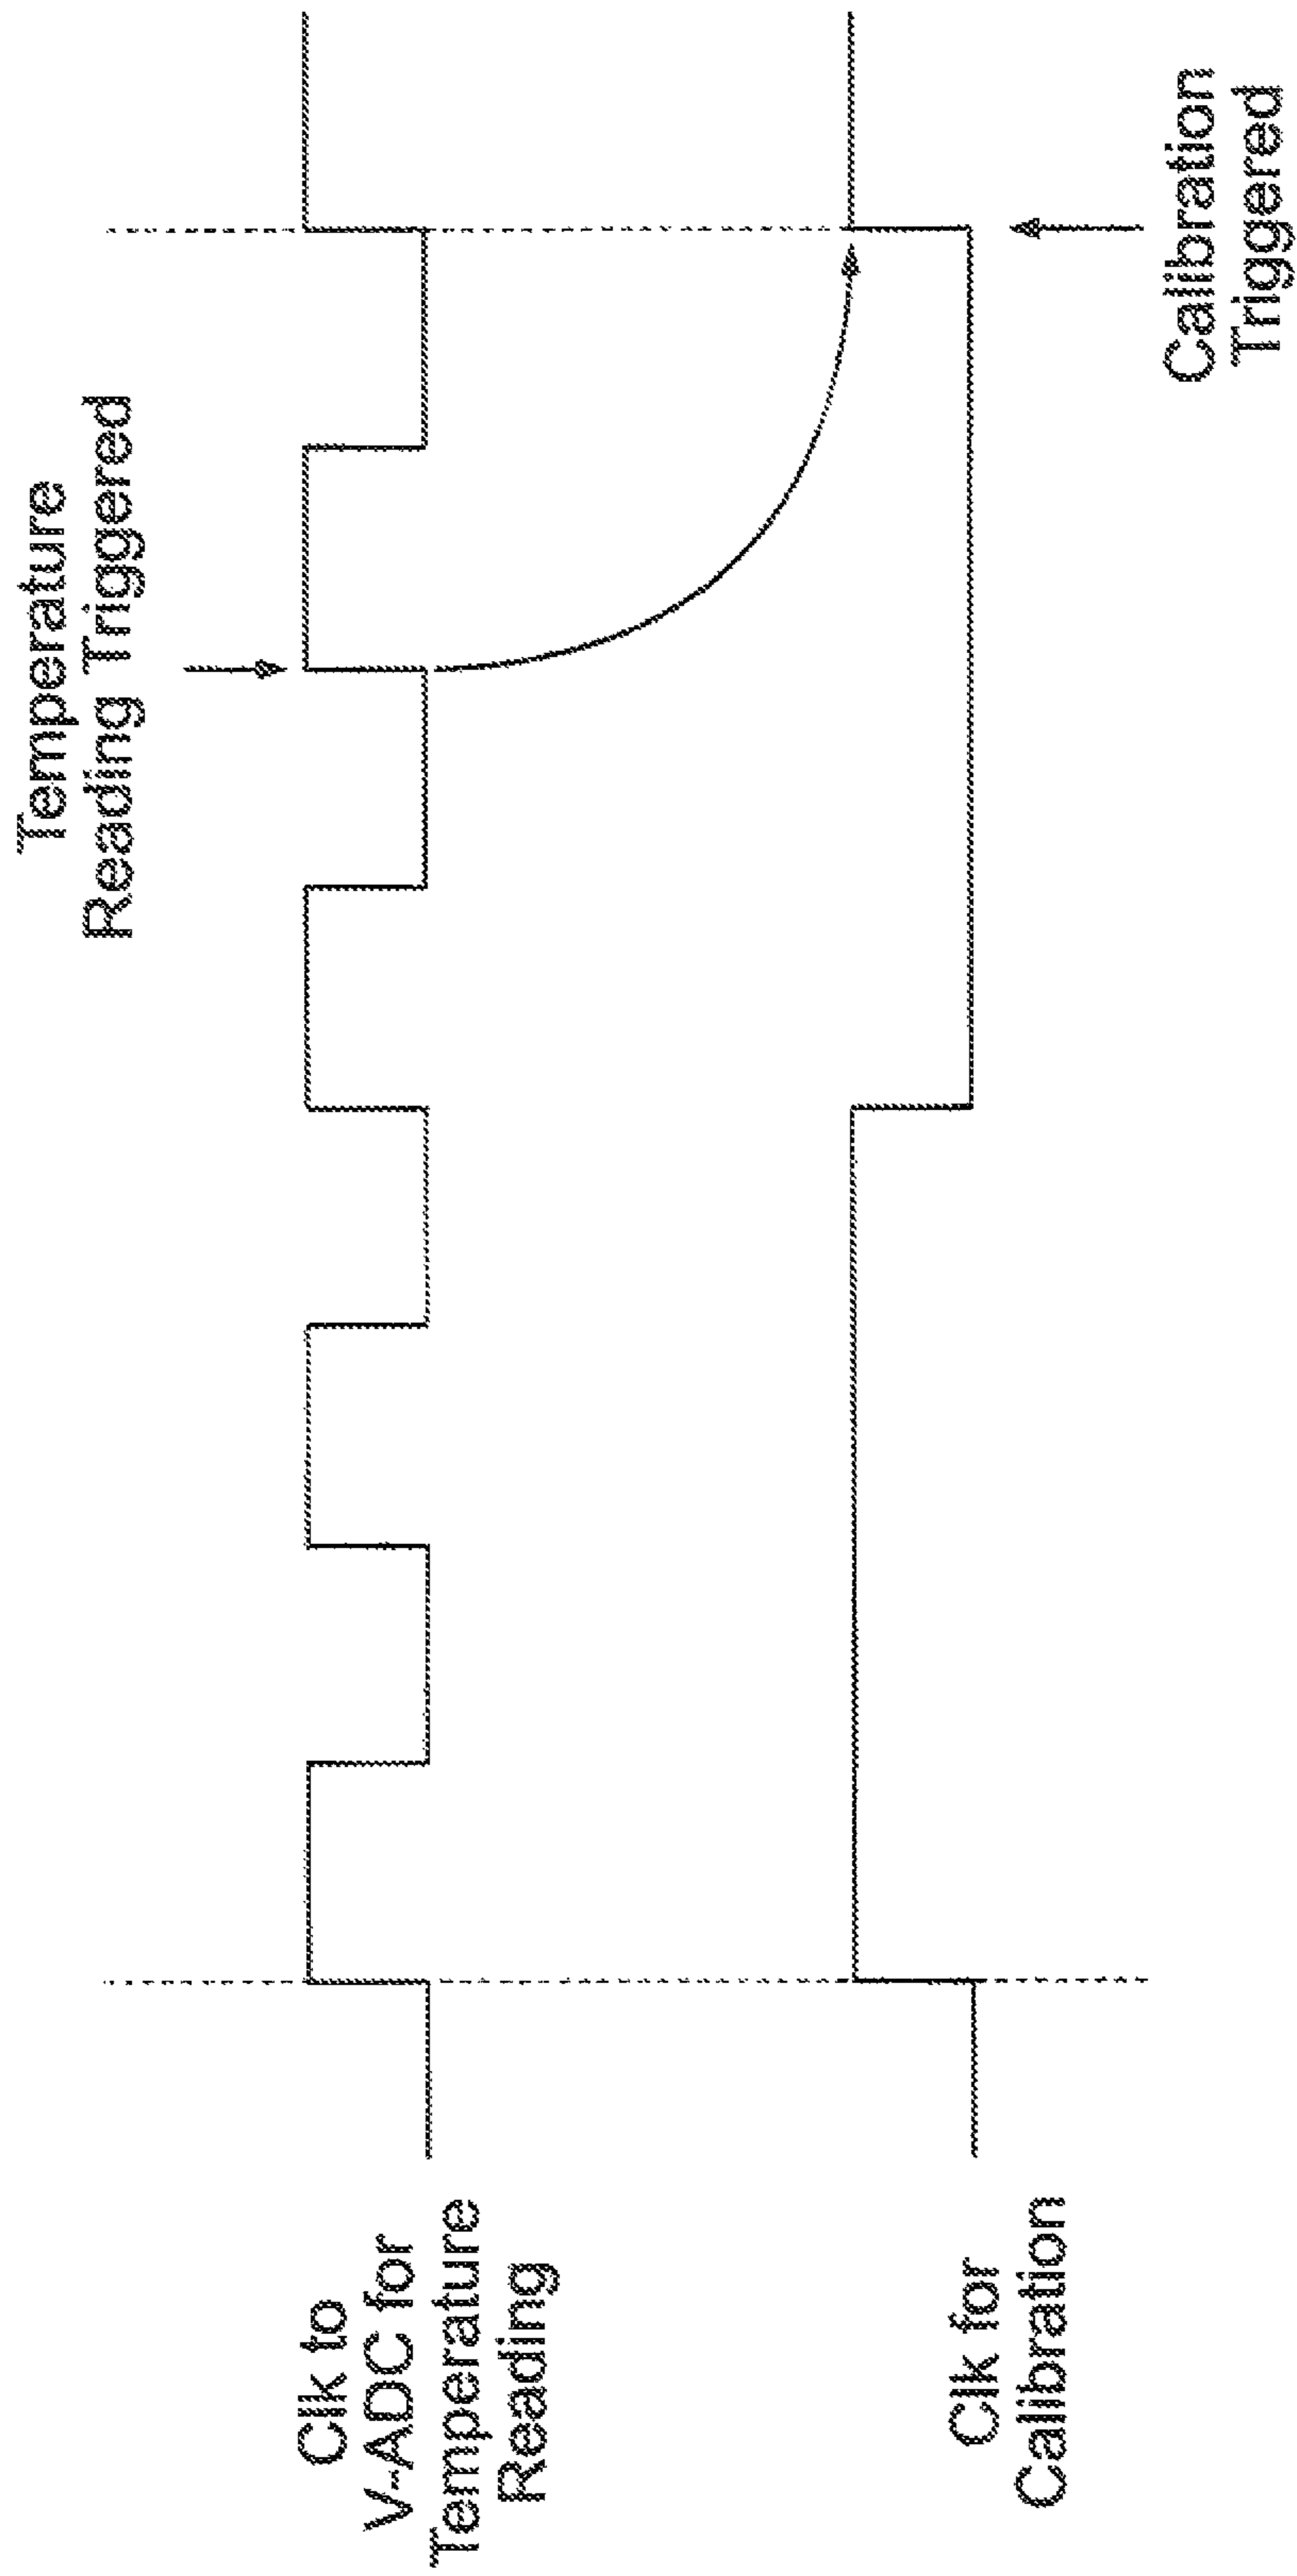 Temperature
Reading Triggered
Clk to
V-ADC for
Temperature
Reading
Clk for
Calibration
Calibration
Triggered